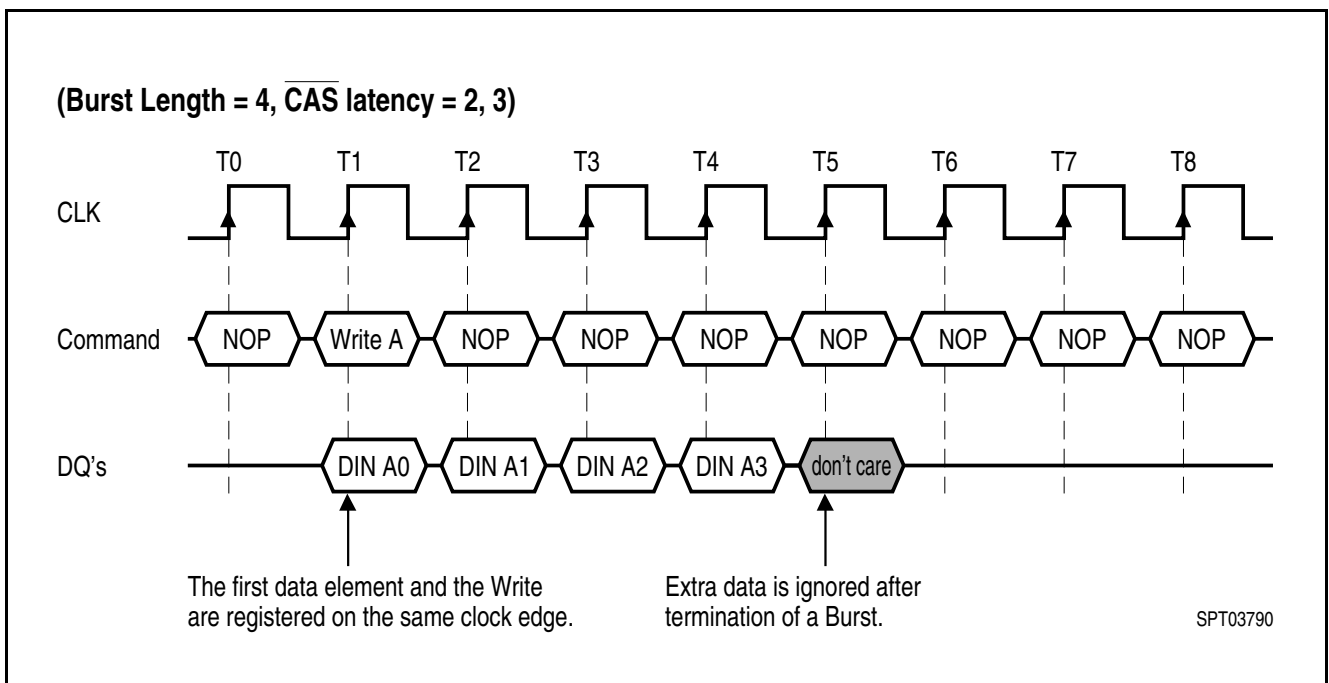 (Burst Length = 4, C̅A̅S̅ latency = 2, 3)
T0 T1 T2 T3 T4 T5 T6 T7 T8
CLK
Command NOP Write A NOP NOP NOP NOP NOP NOP NOP
DQ's DIN A0 DIN A1 DIN A2 DIN A3 don't care
The first data element and the Write
are registered on the same clock edge.
Extra data is ignored after
termination of a Burst.
SPT03790